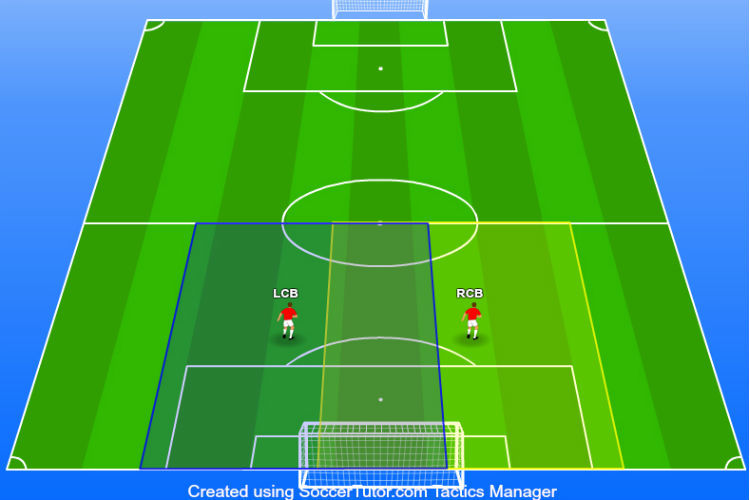 LCB
RCB
Created using SoccerTutor.com Tactics Manager